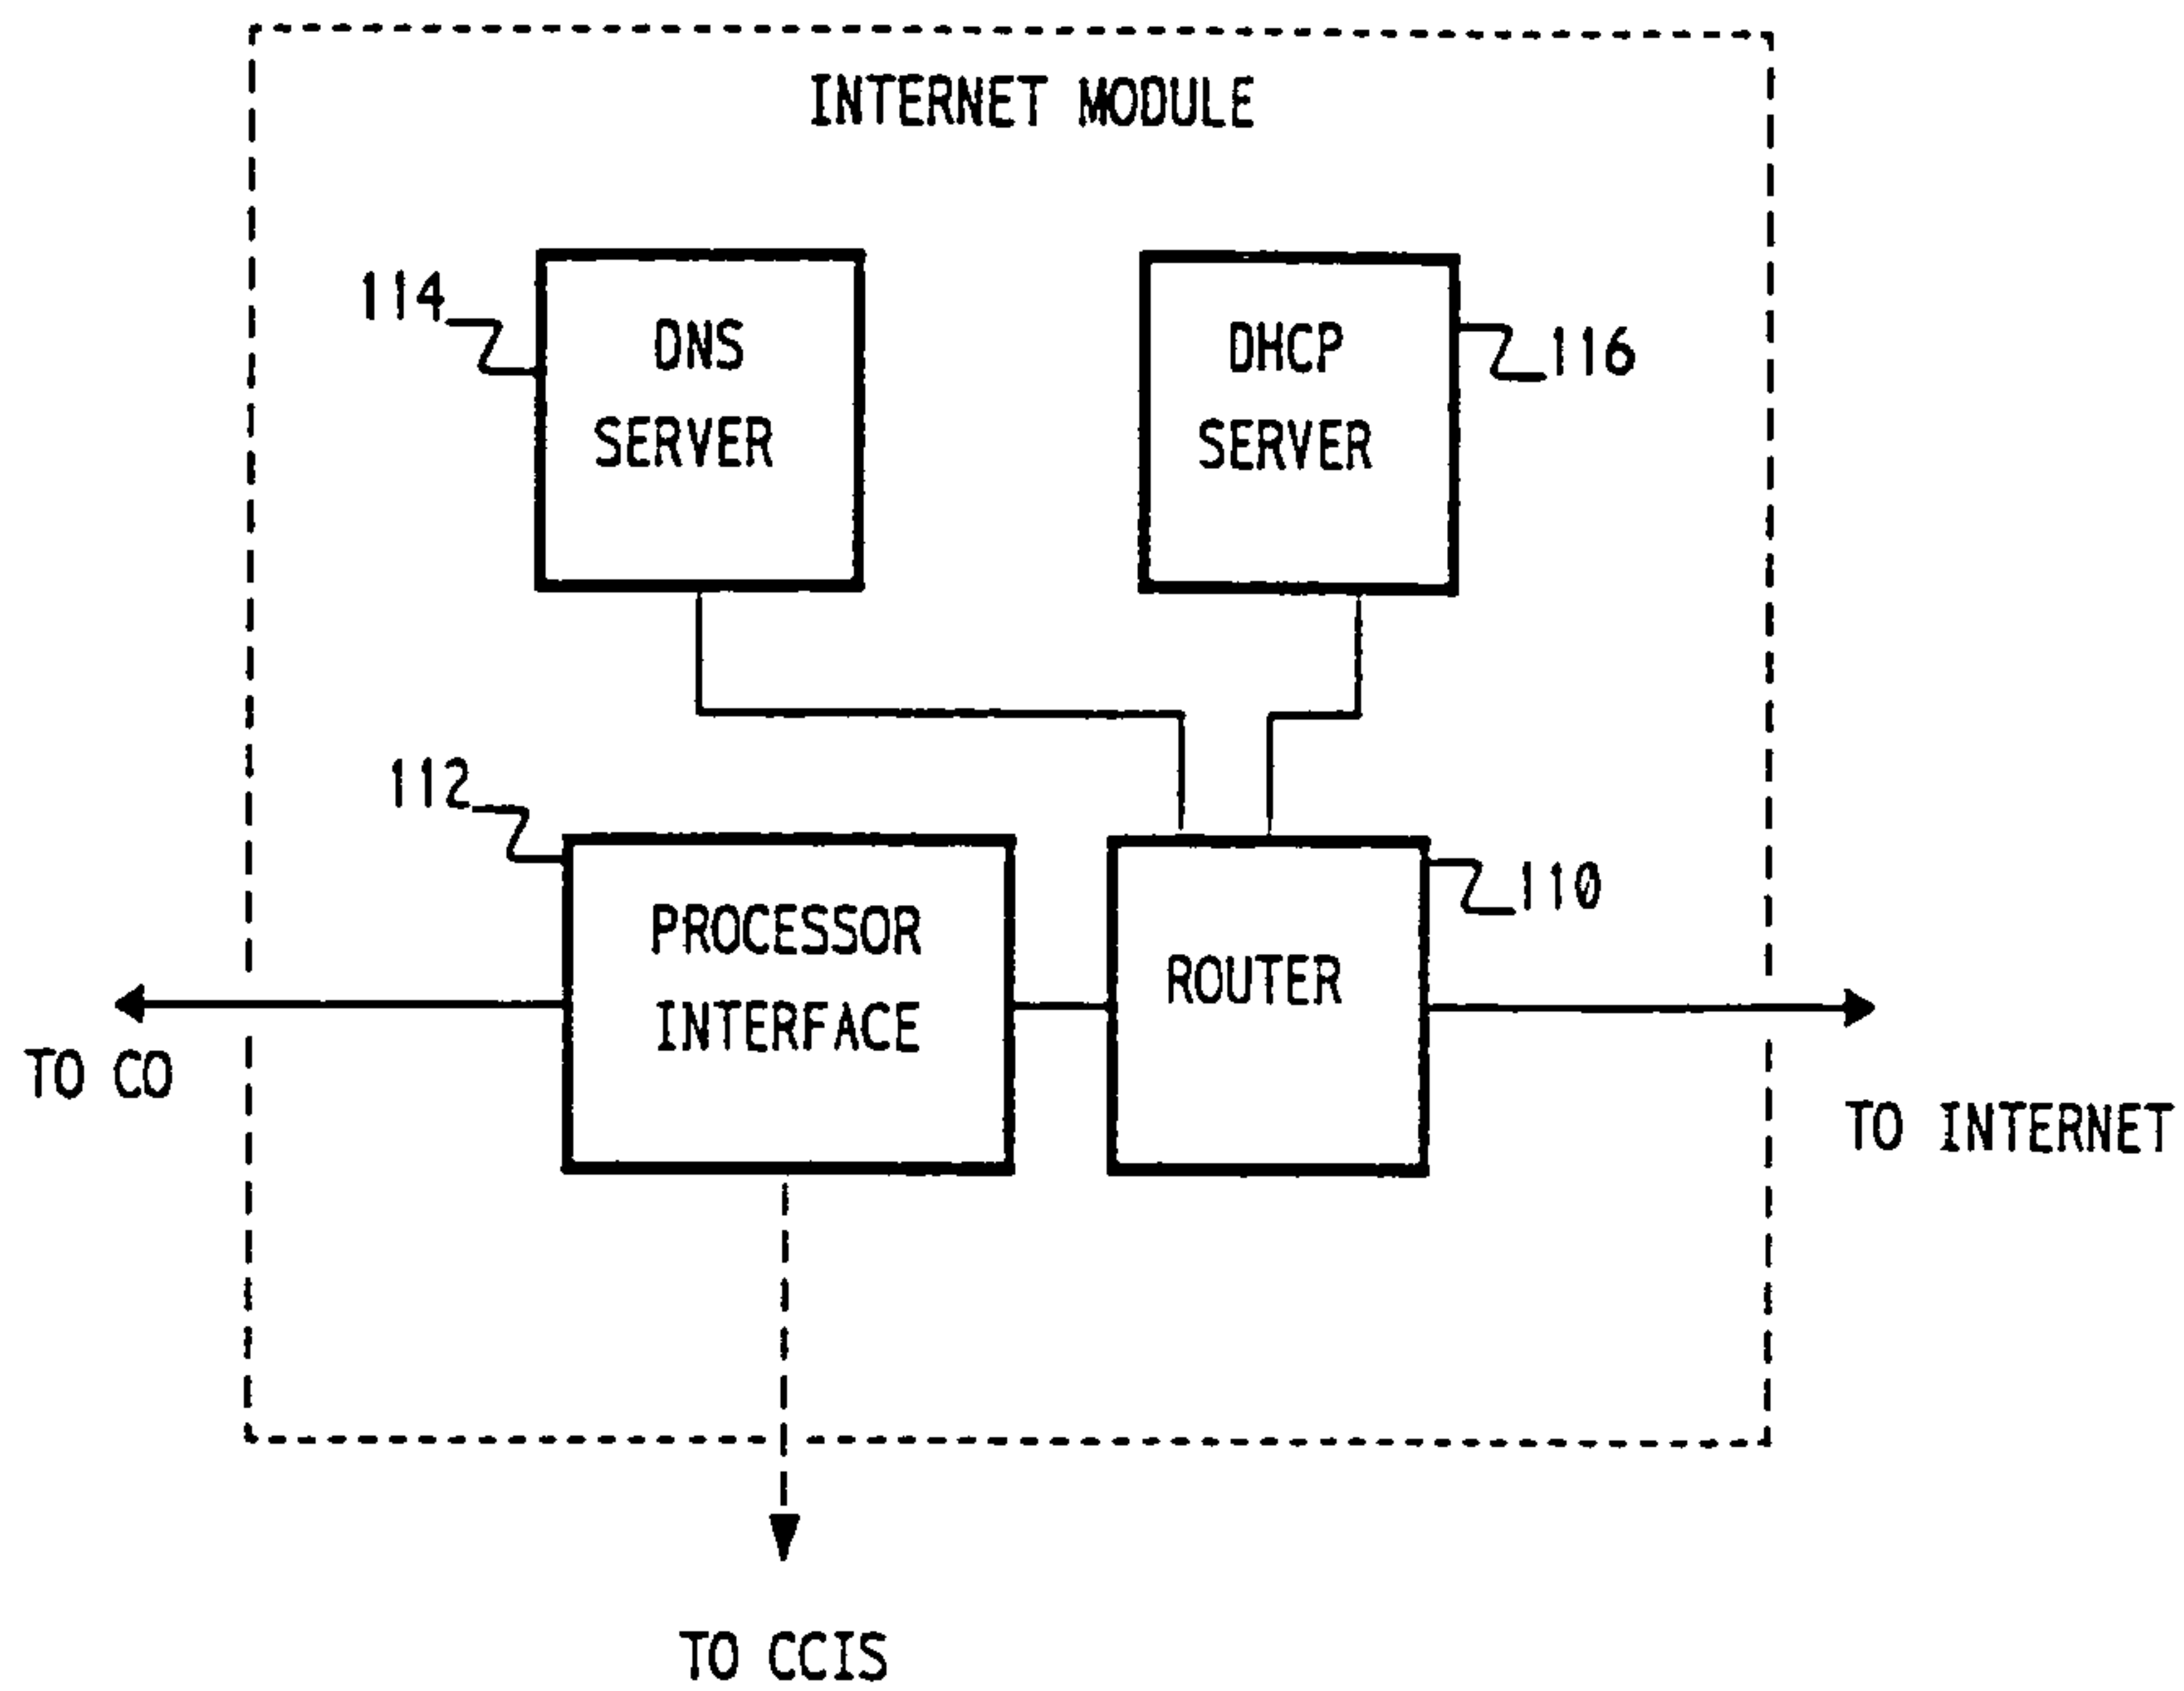 INTERNET MODULE
114
DNS
SERVER
DHCP
SERVER
116
112
PROCESSOR
INTERFACE
ROUTER
110
TO CO
TO INTERNET
TO CCIS